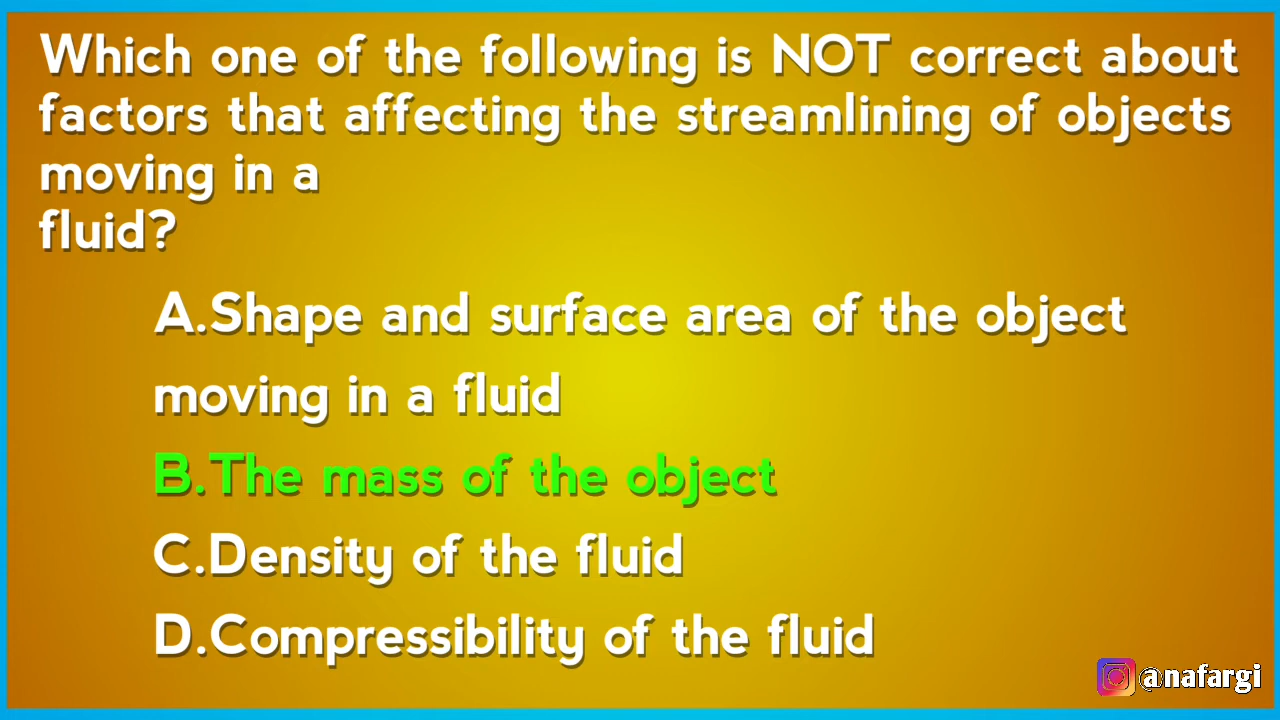 Which one of the following is NOT correct about
factors that affecting the streamlining of objects
moving in a
fluid?
A.Shape and surface area of the object
moving in a fluid
B.The mass of the object
C.Density of the fluid
D.Compressibility of the fluid
@nafargi